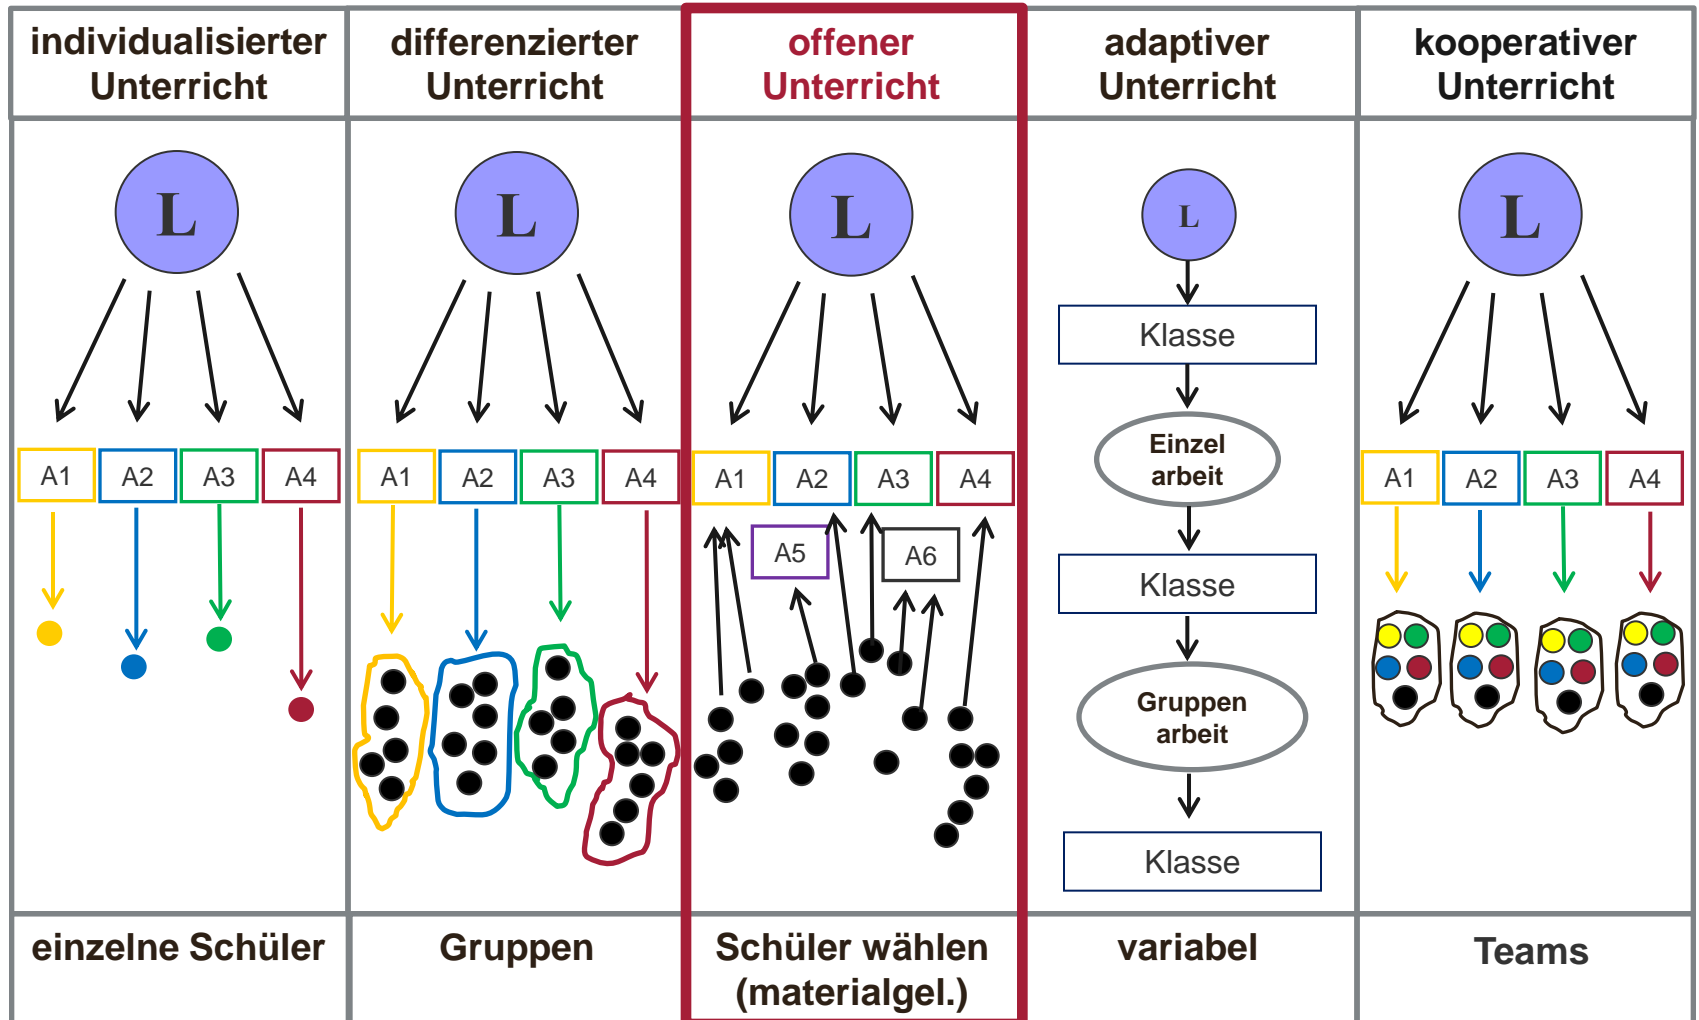 individualisierter
Unterricht
differenzierter
Unterricht
offener
Unterricht
adaptiver
Unterricht
kooperativer
Unterricht
L
A1 A2 A3 A4
L
A1 A2 A3 A4
L
A1 A2 A3 A4
A5 A6
L
Klasse
Einzel
arbeit
Klasse
Gruppen
arbeit
Klasse
L
A1 A2 A3 A4
einzelne Schüler
Gruppen
Schüler wählen
(materialgel.)
variabel
Teams